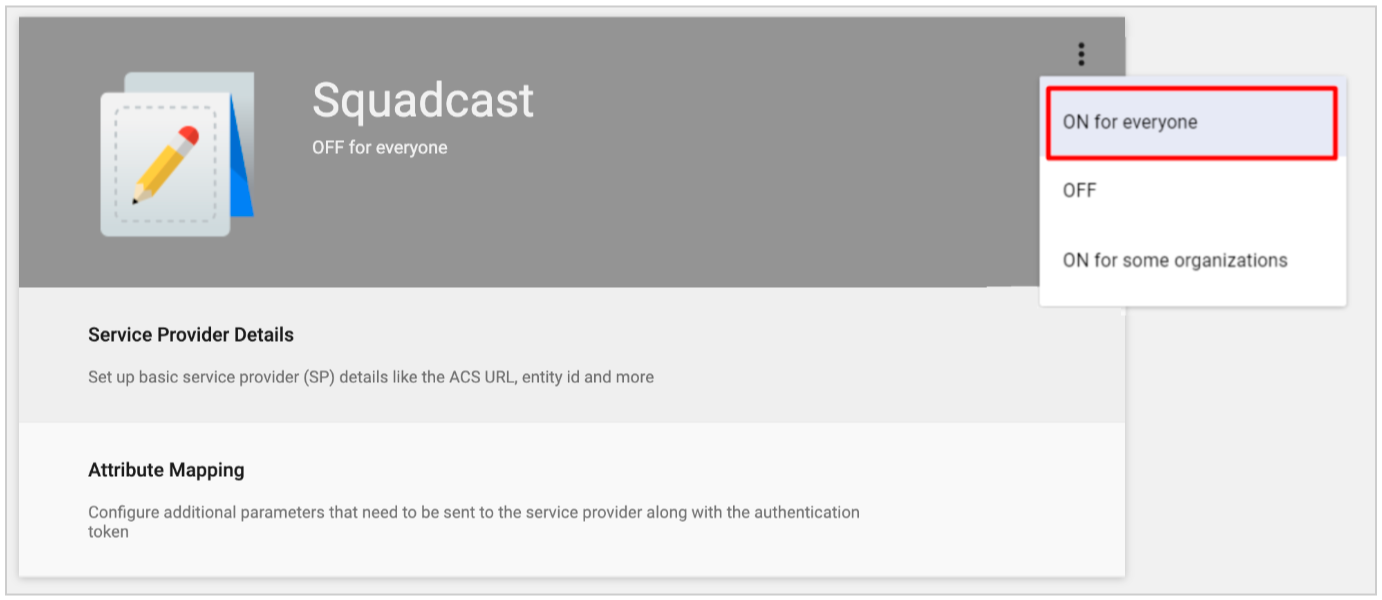 Squadcast
OFF for everyone
ON for everyone
OFF
ON for some organizations
Service Provider Details
Set up basic service provider (SP) details like the ACS URL, entity id and more
Attribute Mapping
Configure additional parameters that need to be sent to the service provider along with the authentication
token